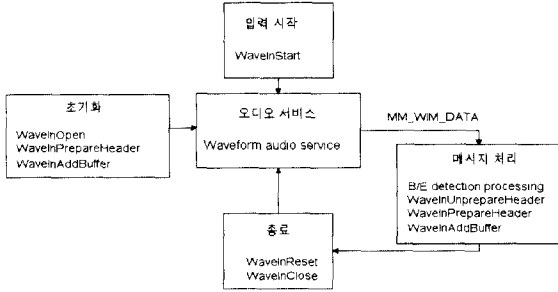 입력 시작
WaveInStart
초기화
WaveInOpen
WaveInPrepareHeader
WaveInAddBuffer
오디오 서비스
Waveform audio service
MM_WIM_DATA
메시지 처리
B/E detection processing
WaveInUnprepareHeader
WaveInPrepareHeader
WaveInAddBuffer
종료
WaveInReset
WaveInClose